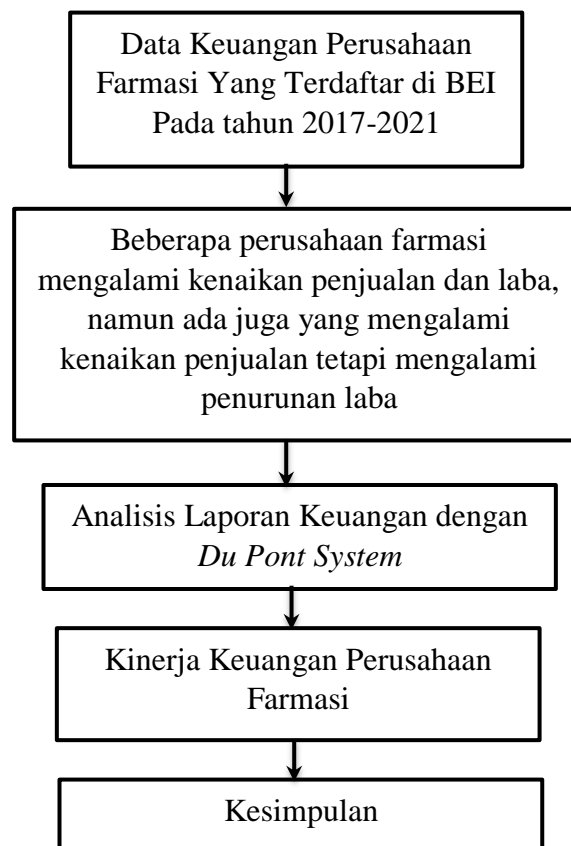 Data Keuangan Perusahaan
Farmasi Yang Terdaftar di BEI
Pada tahun 2017-2021
Beberapa perusahaan farmasi
mengalami kenaikan penjualan dan laba,
namun ada juga yang mengalami
kenaikan penjualan tetapi mengalami
penurunan laba
Analisis Laporan Keuangan dengan
Du Pont System
Kinerja Keuangan Perusahaan
Farmasi
Kesimpulan